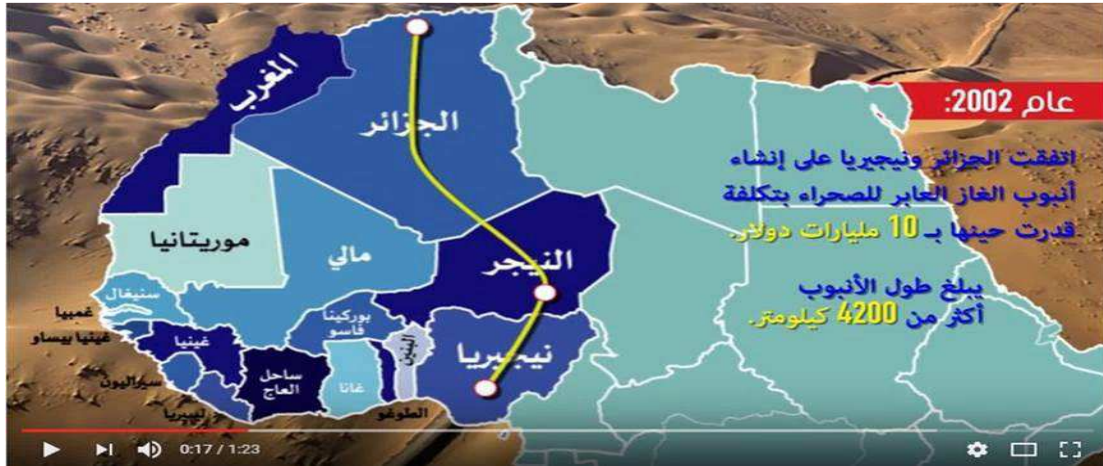 المغرب
الجزائر
عام 2002:
اتفقت الجزائر ونيجيريا على إنشاء
أنبوب الغاز العابر للصحراء بتكلفة
قدرت حينها بـ 10 مليارات دولار.
يبلغ طول الأنبوب
أكثر من 4200 كيلومتر.
موريتانيا
مالي
النيجر
سنيغال
غمبيا
غينيا بيساو
غينيا
بوركينا
فاسو
البنين
نيجيريا
سيراليون
ساحل
العاج
غانا
الطوغو
ليبيريا
0:17 / 1:23